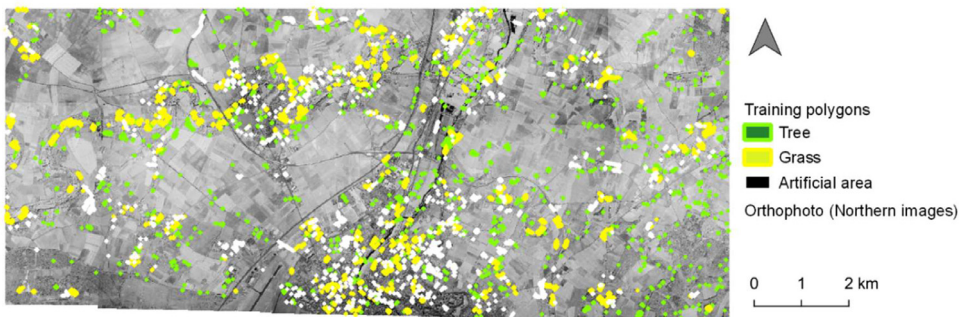 Training polygons
Tree
Grass
Artificial area
Orthophoto (Northern images)
0 1 2 km